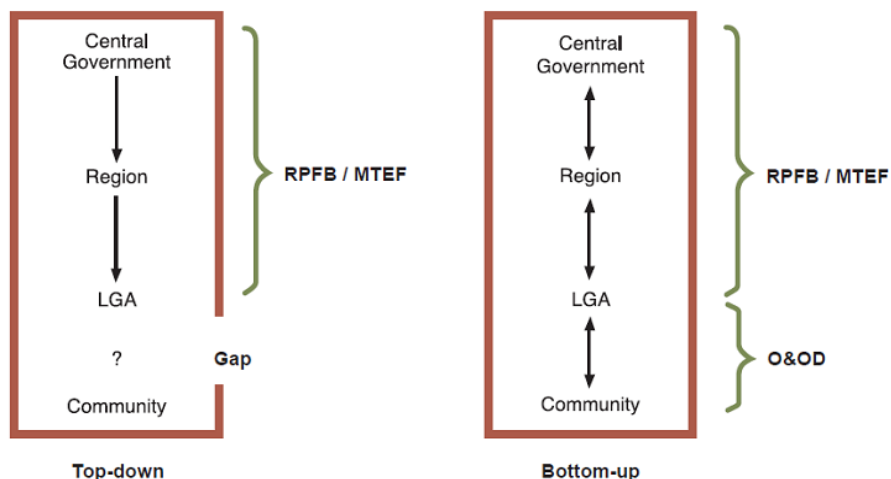 Central
Government
Region
RPFB / MTEF
LGA
?
Gap
Community
Top-down
Central
Government
Region
RPFB / MTEF
LGA
O&OD
Community
Bottom-up